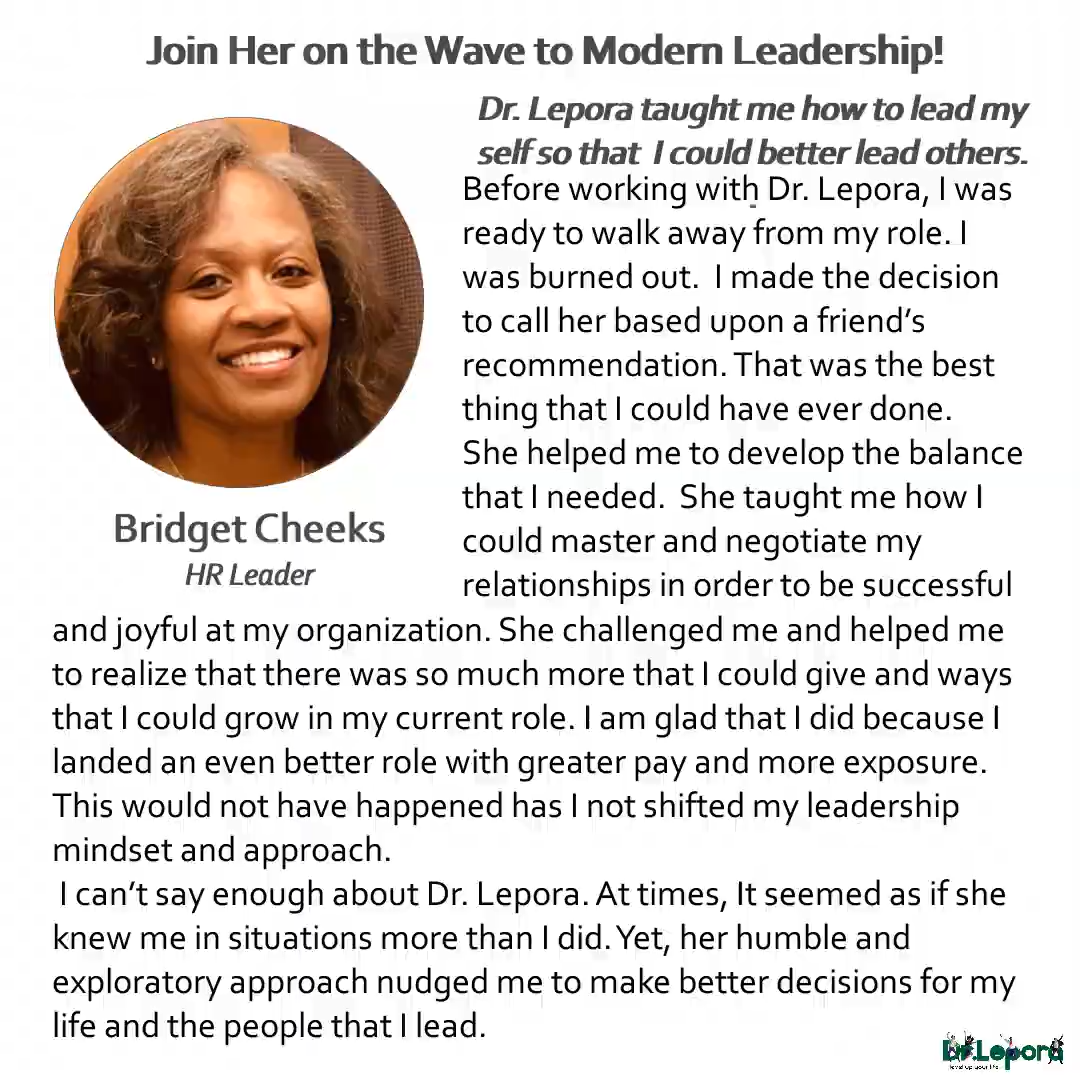 Join Her on the Wave to Modern Leadership!
Dr. Lepora taught me how to lead my
self so that I could better lead others.
Before working with Dr. Lepora, I was
ready to walk away from my role. I
was burned out. I made the decision
to call her based upon a friend's
recommendation. That was the best
thing that I could have ever done.
She helped me to develop the balance
that I needed. She taught me how I
could master and negotiate my
relationships in order to be successful
and joyful at my organization. She challenged me and helped me
to realize that there was so much more that I could give and ways
that I could grow in my current role. I am glad that I did because I
landed an even better role with greater pay and more exposure.
This would not have happened has I not shifted my leadership
mindset and approach.
I can't say enough about Dr. Lepora. At times, It seemed as if she
knew me in situations more than I did. Yet, her humble and
exploratory approach nudged me to make better decisions for my
life and the people that I lead.
Bridget Cheeks
HR Leader
Dr.Lepora
level up your life